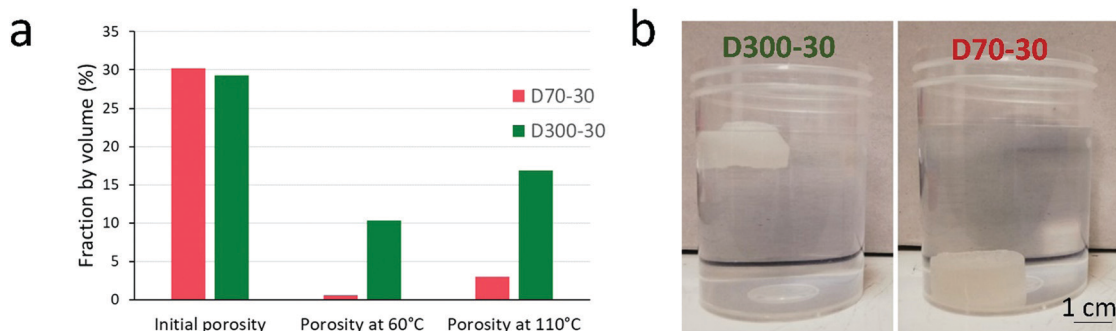 a
Fraction by volume (%)
35
30
25
20
15
10
5
0
D70-30
D300-30
Initial porosity
Porosity at 60°C
Porosity at 110°C
b
D300-30
D70-30
1 cm